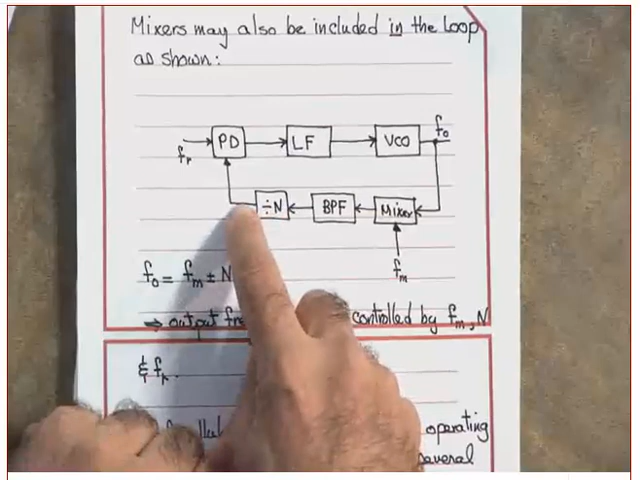 Mixers may also be included in the loop
as shown:
fo
PD
LF
VCO
fr
÷N
BPF
Mixer
fm
fo = fm ± N
⇒ output controlled by fm, N
& fr.
operating
several